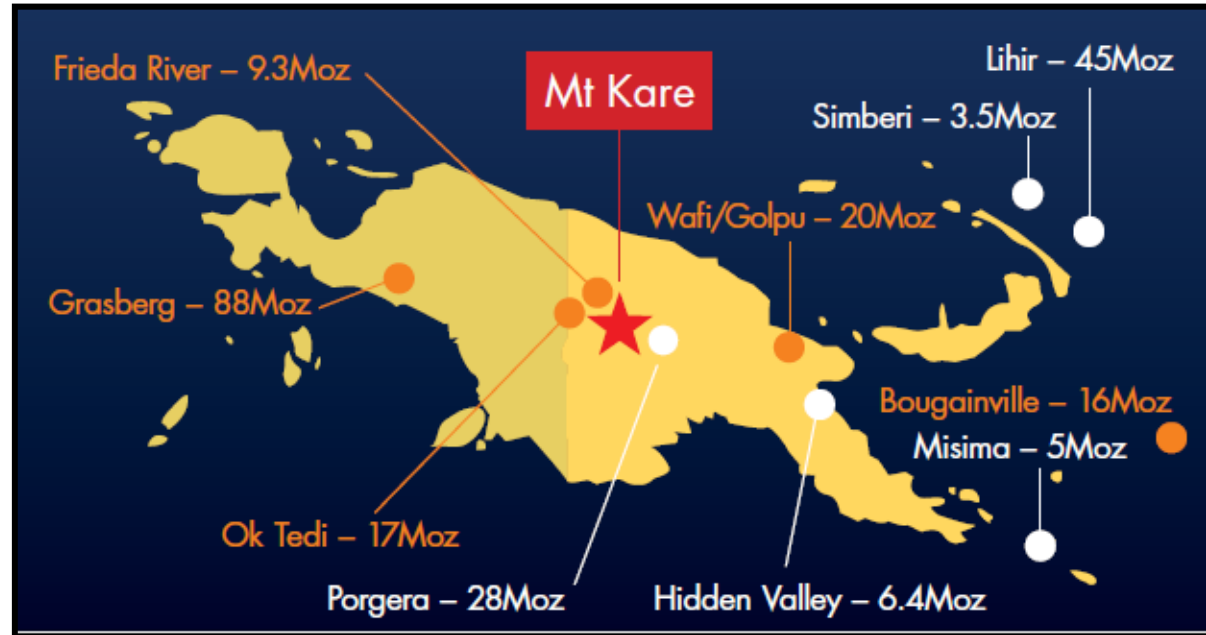 Lihir – 45Moz
Frieda River – 9.3Moz
Mt Kare
Simberi – 3.5Moz
Wafi/Golpu – 20Moz
Grasberg – 88Moz
Bougainville – 16Moz
Misima – 5Moz
Ok Tedi – 17Moz
Porgera – 28Moz
Hidden Valley – 6.4Moz